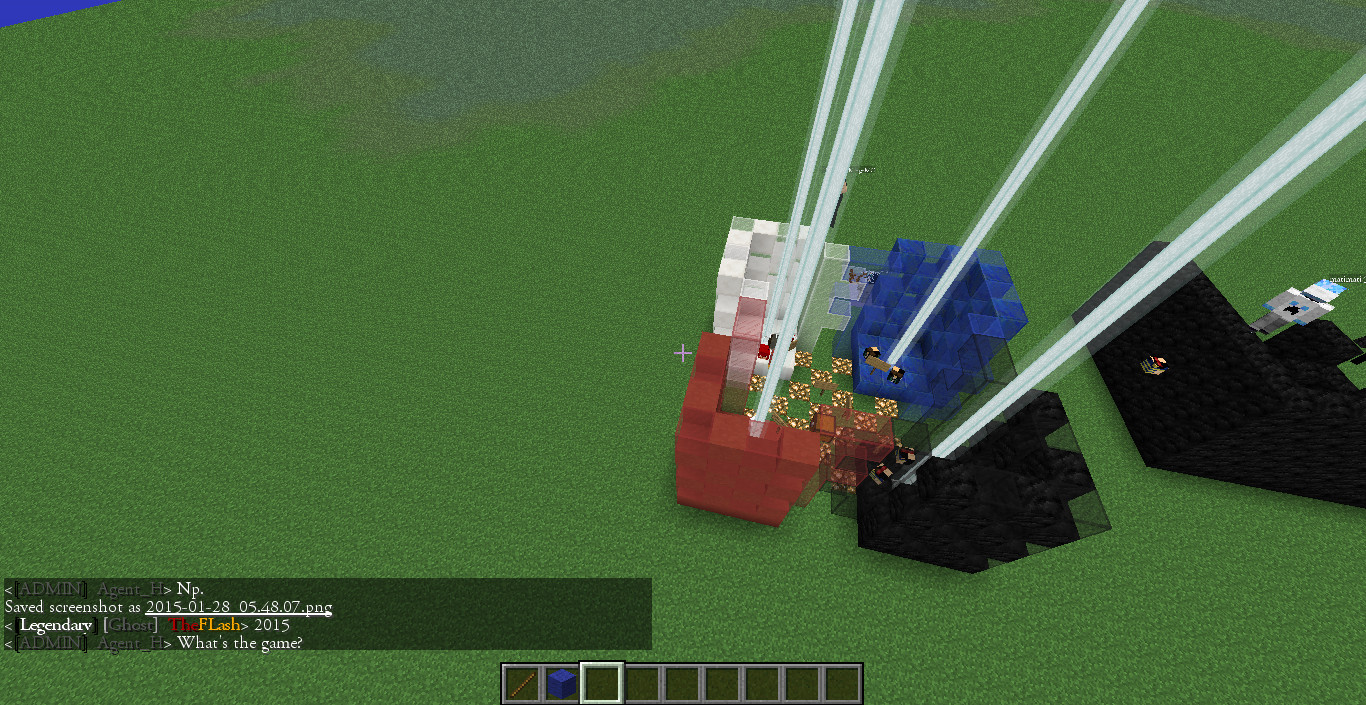 matimati
<[ADMIN] Agent_H> Np.
Saved screenshot as 2015-01-28_05.48.07.png
<[Legendary] [Ghost] TheFLash> 2015
<[ADMIN] Agent_H> What's the game?